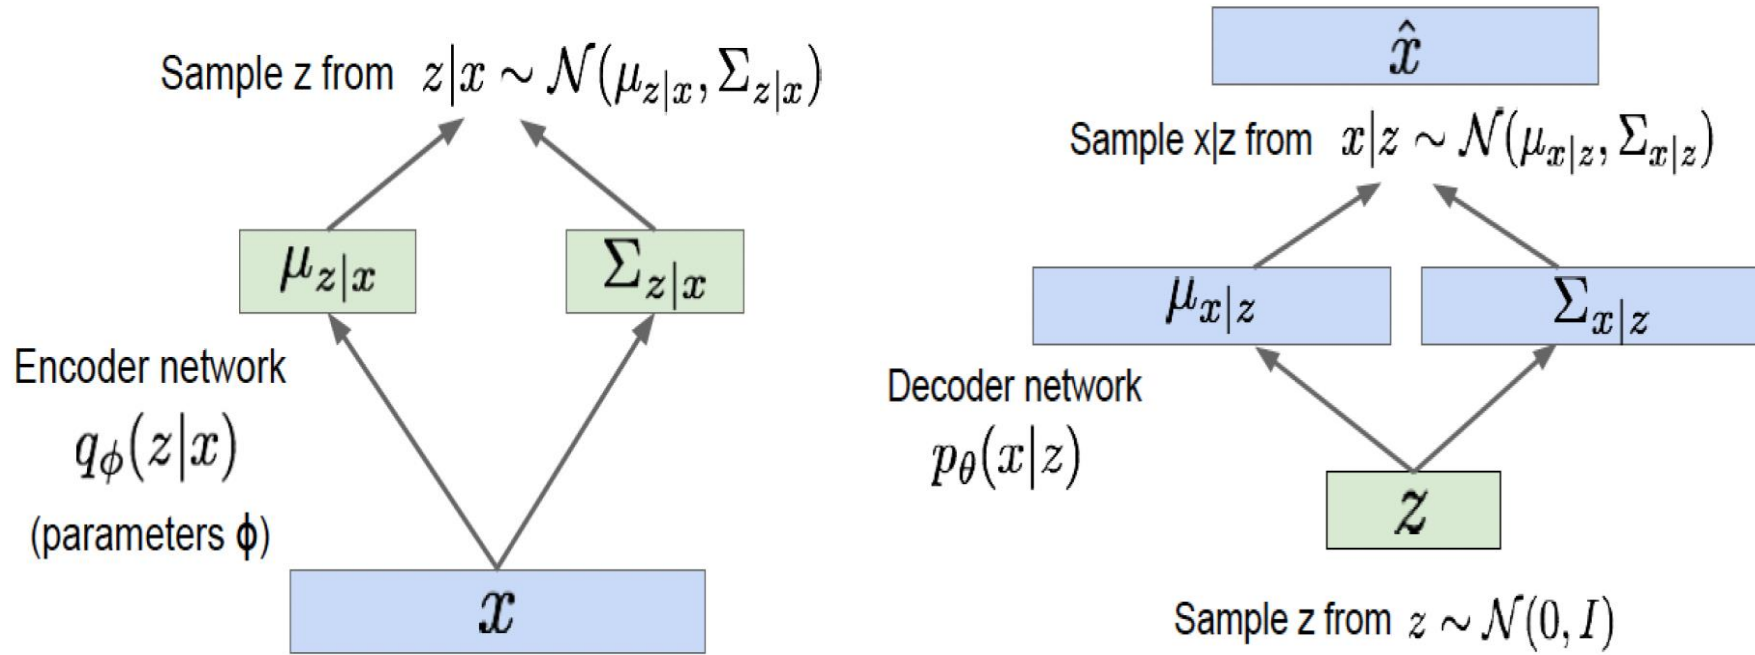 Sample z from z|x ∼ 𝒩(μ_{z|x}, Σ_{z|x})
μ_{z|x}
Σ_{z|x}
Encoder network
q_ϕ(z|x)
(parameters ϕ)
x
x̂
Sample x|z from x|z ∼ 𝒩(μ_{x|z}, Σ_{x|z})
μ_{x|z}
Σ_{x|z}
Decoder network
p_θ(x|z)
z
Sample z from z ∼ 𝒩(0, I)